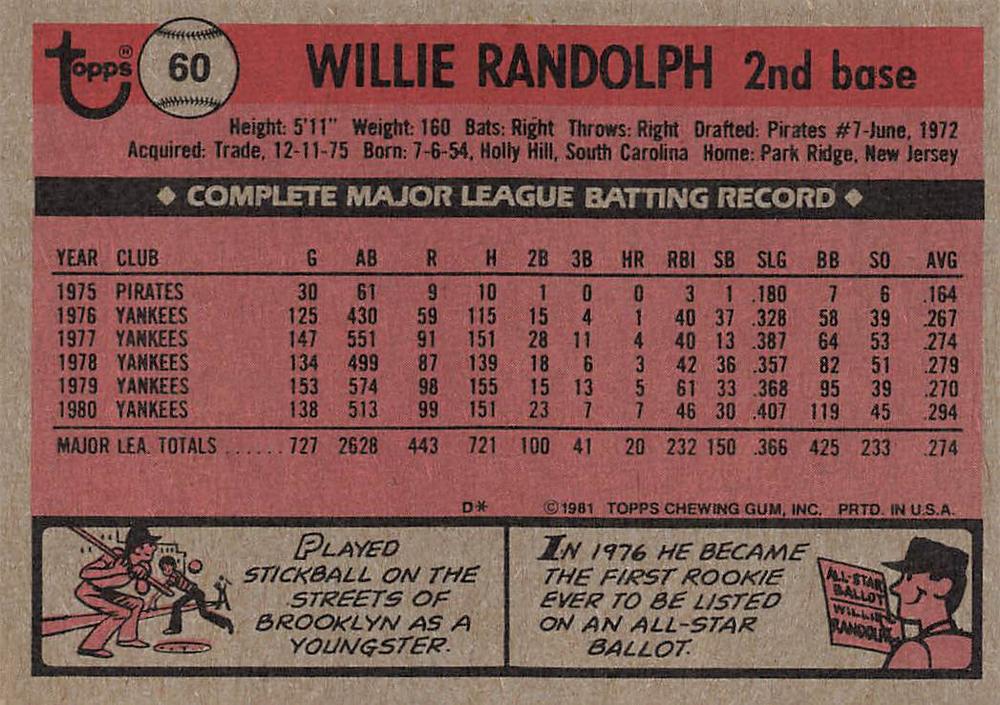 topps® 60 WILLIE RANDOLPH 2nd base
Height: 5'11" Weight: 160 Bats: Right Throws: Right Drafted: Pirates #7-June, 1972
Acquired: Trade, 12-11-75 Born: 7-6-54, Holly Hill, South Carolina Home: Park Ridge, New Jersey
◆ COMPLETE MAJOR LEAGUE BATTING RECORD ◆
YEAR CLUB G AB R H 2B 3B HR RBI SB SLG BB SO AVG
1975 PIRATES 30 61 9 10 1 0 0 3 1 .180 7 6 .164
1976 YANKEES 125 430 59 115 15 4 1 40 37 .328 58 39 .267
1977 YANKEES 147 551 91 151 28 11 4 40 13 .387 64 53 .274
1978 YANKEES 134 499 87 139 18 6 3 42 36 .357 82 51 .279
1979 YANKEES 153 574 98 155 15 13 5 61 33 .368 95 39 .270
1980 YANKEES 138 513 99 151 23 7 7 46 30 .407 119 45 .294
MAJOR LEA. TOTALS ...... 727 2628 443 721 100 41 20 232 150 .366 425 233 .274
D* ©1981 TOPPS CHEWING GUM, INC. PRTD. IN U.S.A.
PLAYED
STICKBALL ON THE
STREETS OF
BROOKLYN AS A
YOUNGSTER.
IN 1976 HE BECAME
THE FIRST ROOKIE
EVER TO BE LISTED
ON AN ALL-STAR
BALLOT.
ALL-STAR
BALLOT
WILLIE
RANDOLPH